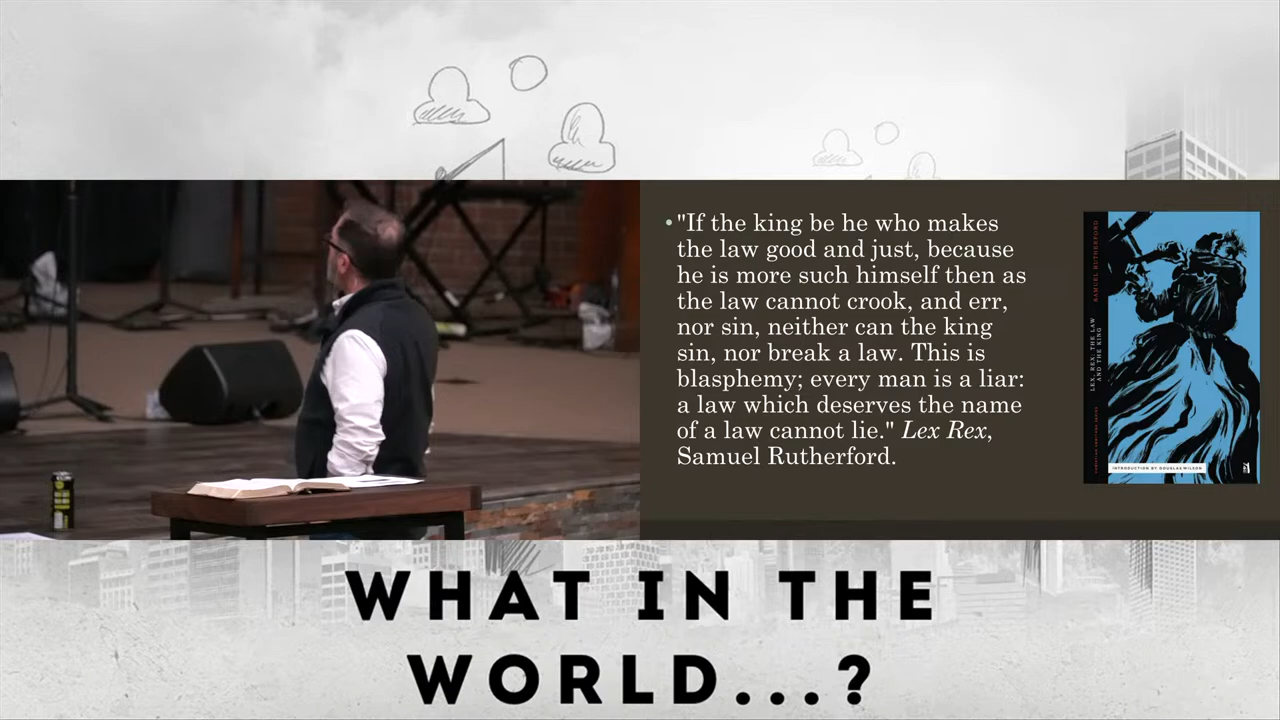 • "If the king be he who makes
the law good and just, because
he is more such himself then as
the law cannot crook, and err,
nor sin, neither can the king
sin, nor break a law. This is
blasphemy; every man is a liar:
a law which deserves the name
of a law cannot lie." Lex Rex,
Samuel Rutherford.
SAMUEL RUTHERFORD
LEX, REX: THE LAW
AND THE KING
INTRODUCTION BY DOUGLAS WILSON
WHAT IN THE
WORLD...?